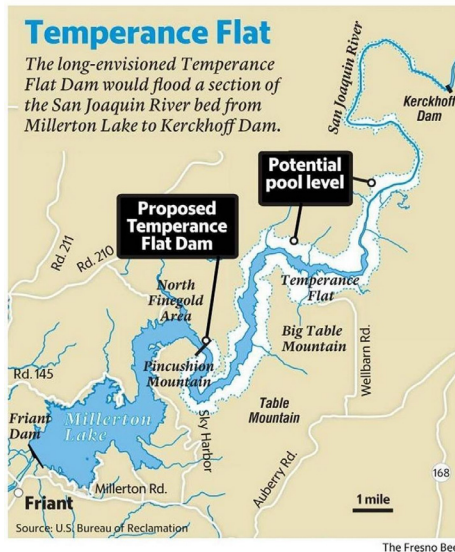 Temperance Flat
The long-envisioned Temperance
Flat Dam would flood a section of
the San Joaquin River bed from
Millerton Lake to Kerckhoff Dam.
San Joaquin River
Kerckhoff
Dam
Potential
pool level
Proposed
Temperance
Flat Dam
Rd. 211
Rd. 210
North
Finegold
Area
Temperance
Flat
Big Table
Mountain
Wellbarn Rd.
Pincushion
Mountain
Rd. 145
Table
Mountain
Sky Harbor
Friant
Dam
Millerton
Lake
Auberry Rd.
168
Millerton Rd.
Friant
1 mile
Source: U.S. Bureau of Reclamation
The Fresno Bee